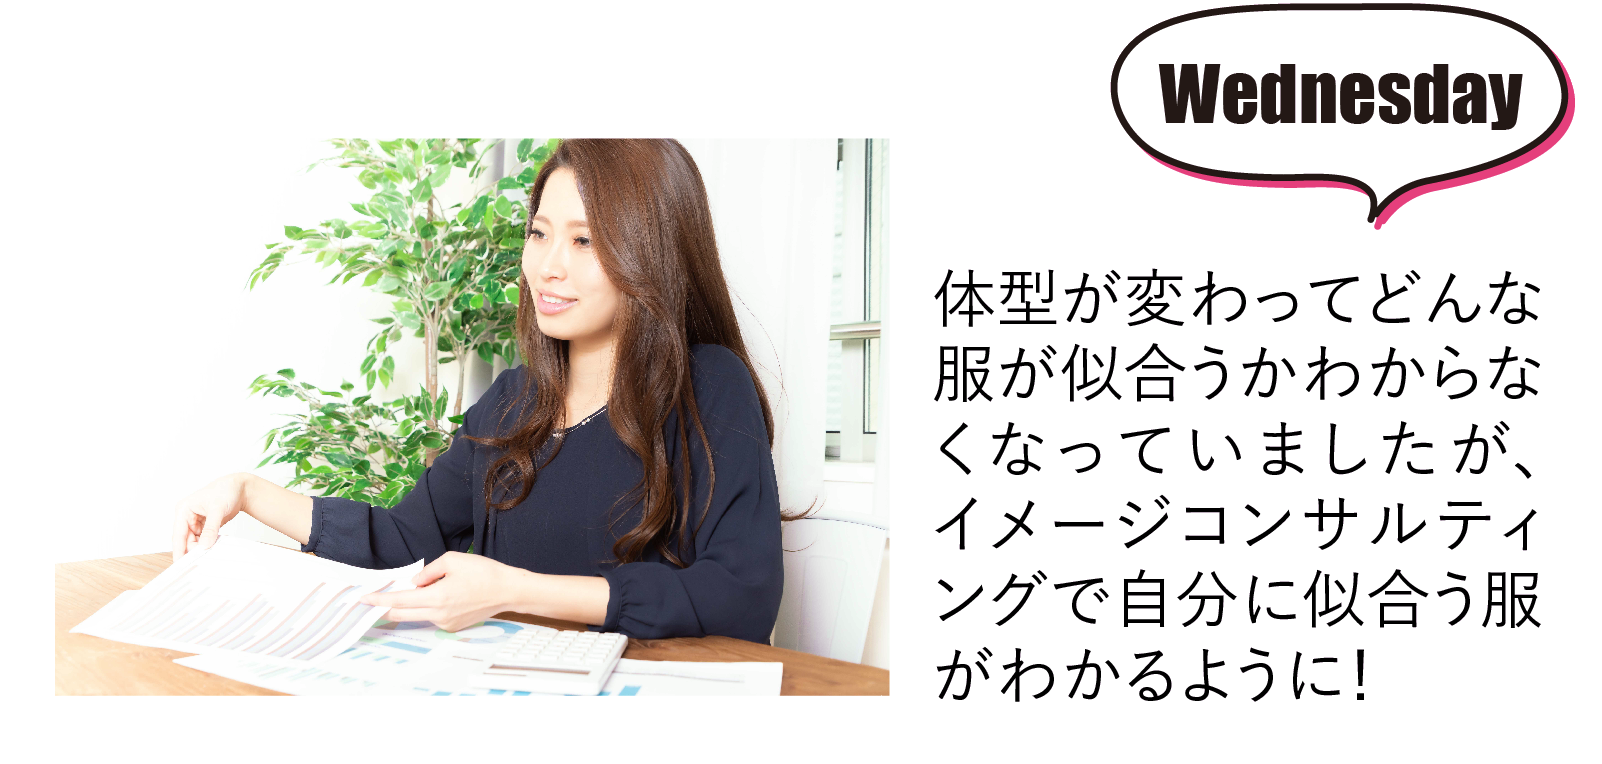 Wednesday
体型が変わってどんな
服が似合うかわからな
くなっていましたが、
イメージコンサルティ
ングで自分に似合う服
がわかるように！